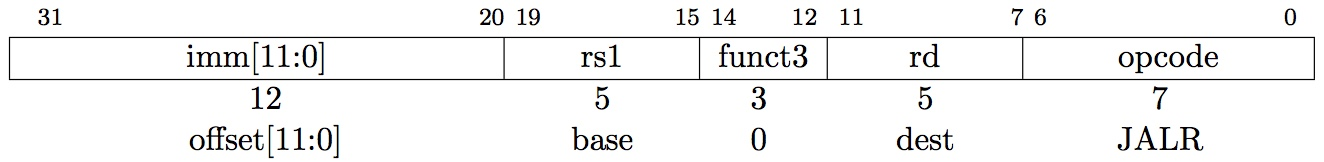 31 20 19 15 14 12 11 7 6 0
imm[11:0] rs1 funct3 rd opcode
12 5 3 5 7
offset[11:0] base 0 dest JALR